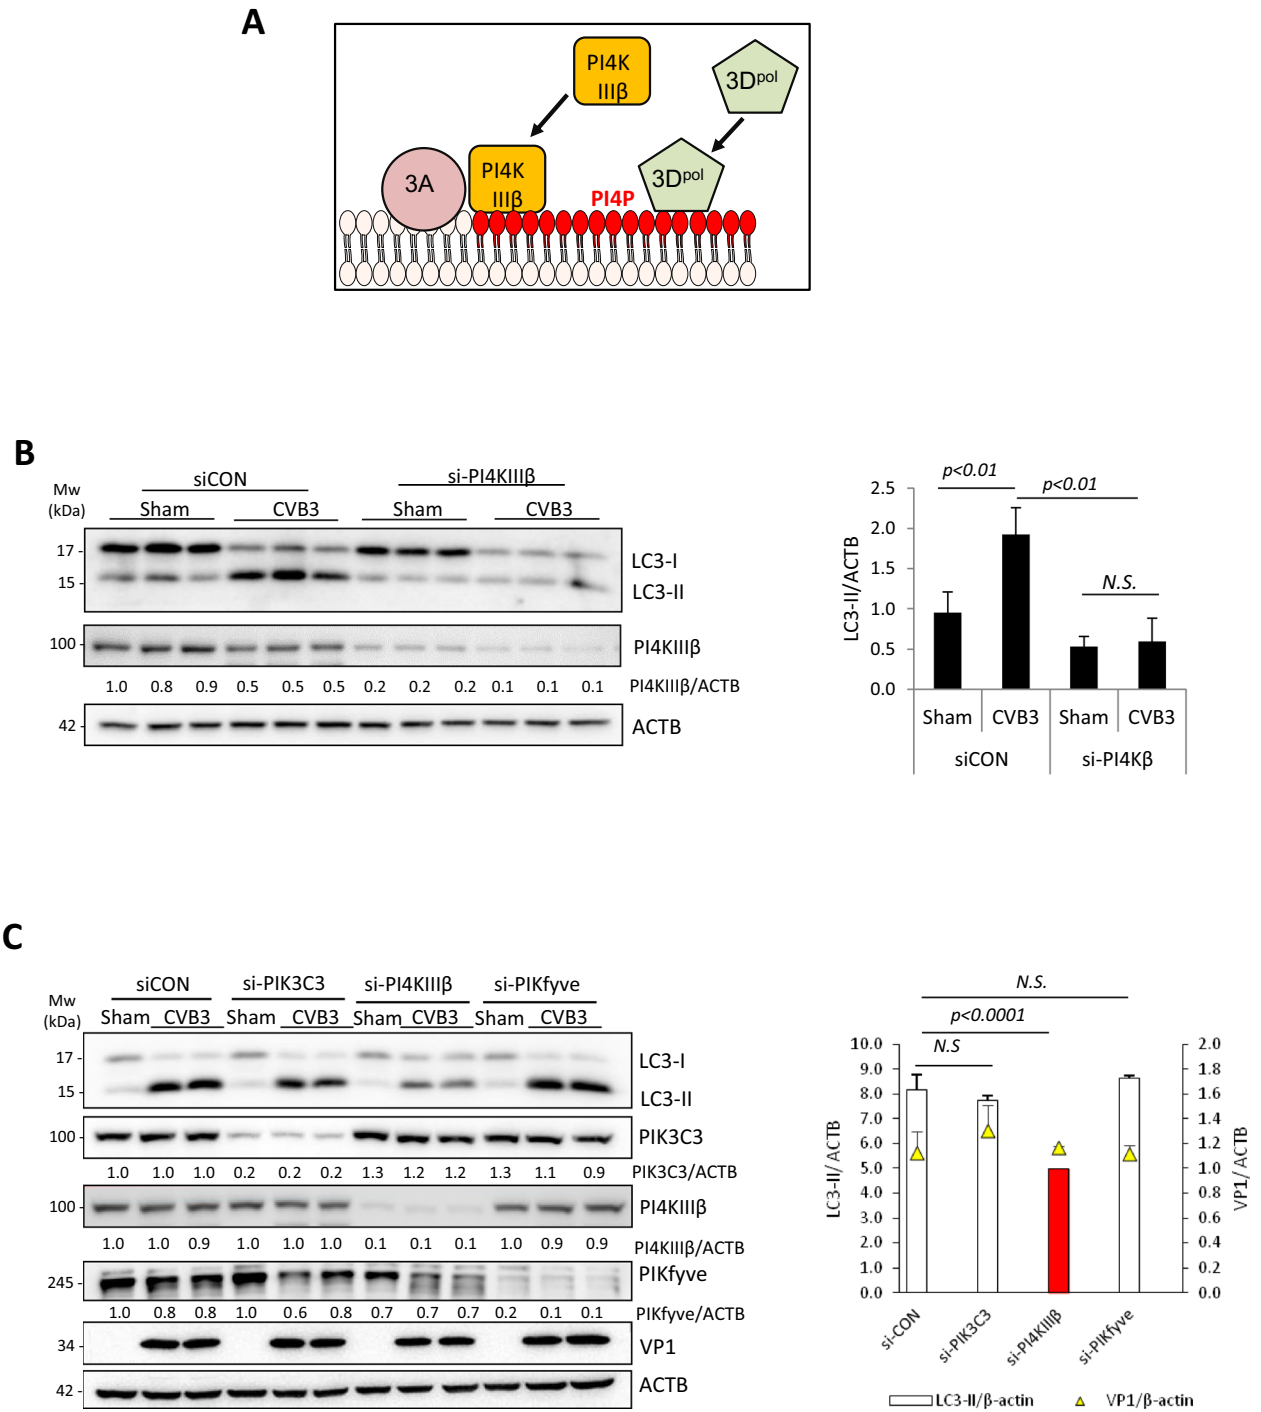 A
PI4K
IIIβ
3Dpol
3A
PI4K
IIIβ
PI4P
3Dpol
B
Mw
(kDa)
siCON
si-PI4KIIIβ
Sham
CVB3
Sham
CVB3
17 -
LC3-I
15 -
LC3-II
100 -
PI4KIIIβ
1.0 0.8 0.9 0.5 0.5 0.5 0.2 0.2 0.2 0.1 0.1 0.1 PI4KIIIβ/ACTB
42 -
ACTB
p<0.01
p<0.01
N.S.
LC3-II/ACTB
2.5
2.0
1.5
1.0
0.5
0.0
Sham CVB3 Sham CVB3
siCON si-PI4Kβ
C
Mw
(kDa)
siCON si-PIK3C3 si-PI4KIIIβ si-PIKfyve
Sham CVB3 Sham CVB3 Sham CVB3 Sham CVB3
17 -
LC3-I
15 -
LC3-II
100 -
PIK3C3
1.0 1.0 1.0 0.2 0.2 0.2 1.3 1.2 1.2 1.3 1.1 0.9 PIK3C3/ACTB
100 -
PI4KIIIβ
1.0 1.0 0.9 1.0 1.0 1.0 0.1 0.1 0.1 1.0 0.9 0.9 PI4KIIIβ/ACTB
245 -
PIKfyve
1.0 0.8 0.8 1.0 0.6 0.8 0.7 0.7 0.7 0.2 0.1 0.1 PIKfyve/ACTB
34 -
VP1
42 -
ACTB
N.S.
p<0.0001
N.S
LC3-II/ACTB
10.0
9.0
8.0
7.0
6.0
5.0
4.0
3.0
2.0
1.0
0.0
2.0
1.8
1.6
1.4
1.2
1.0
0.8
0.6
0.4
0.2
0.0
VP1/ACTB
si-CON
si-PIK3C3
si-PI4KIIIβ
si-PIKfyve
LC3-II/β-actin
VP1/β-actin